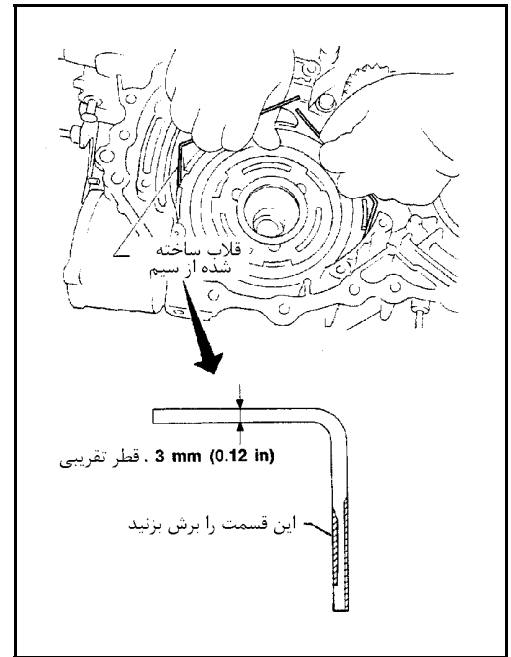 قلاب ساخته
شده از سیم
قطر تقریبی . 3 mm (0.12 in)
این قسمت را برش بزنید